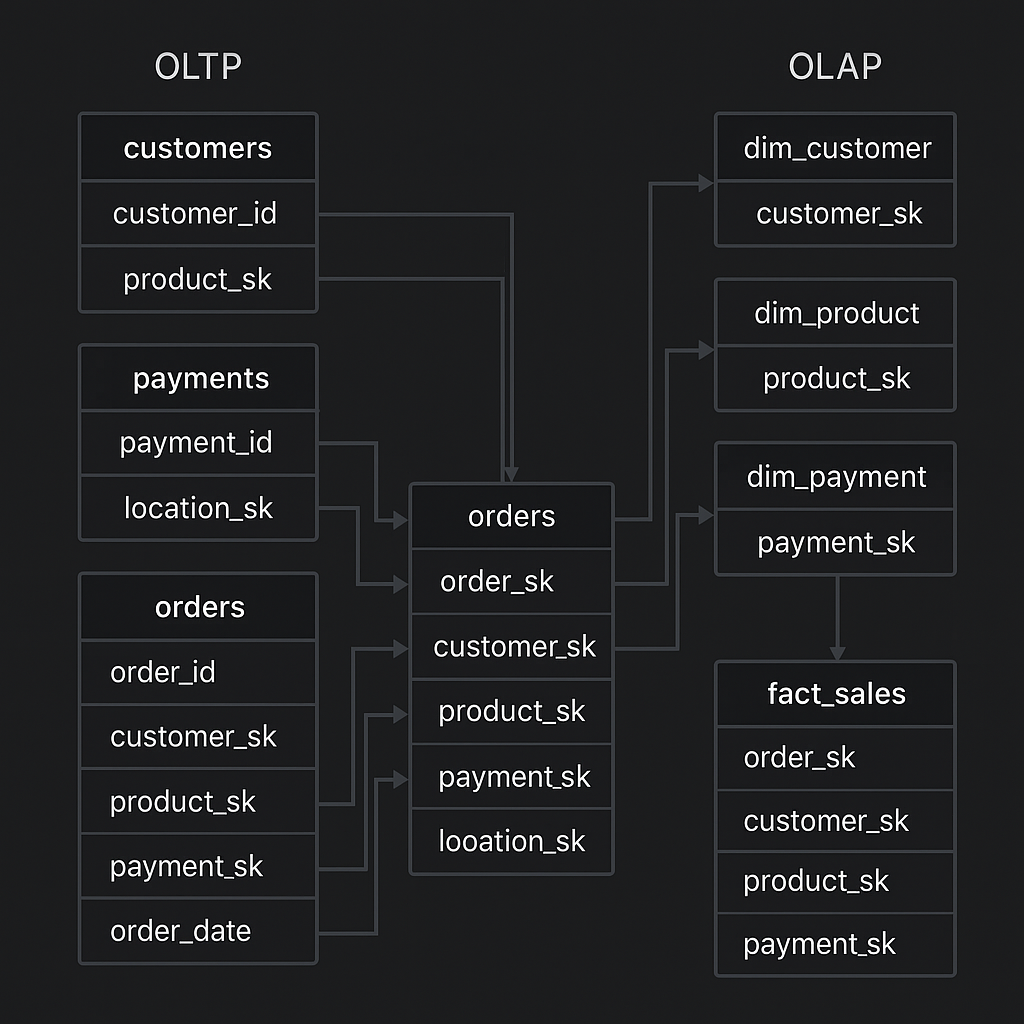 OLTP
customers
customer_id
product_sk
payments
payment_id
location_sk
orders
order_id
customer_sk
product_sk
payment_sk
order_date
orders
order_sk
customer_sk
product_sk
payment_sk
looation_sk
OLAP
dim_customer
customer_sk
dim_product
product_sk
dim_payment
payment_sk
fact_sales
order_sk
customer_sk
product_sk
payment_sk